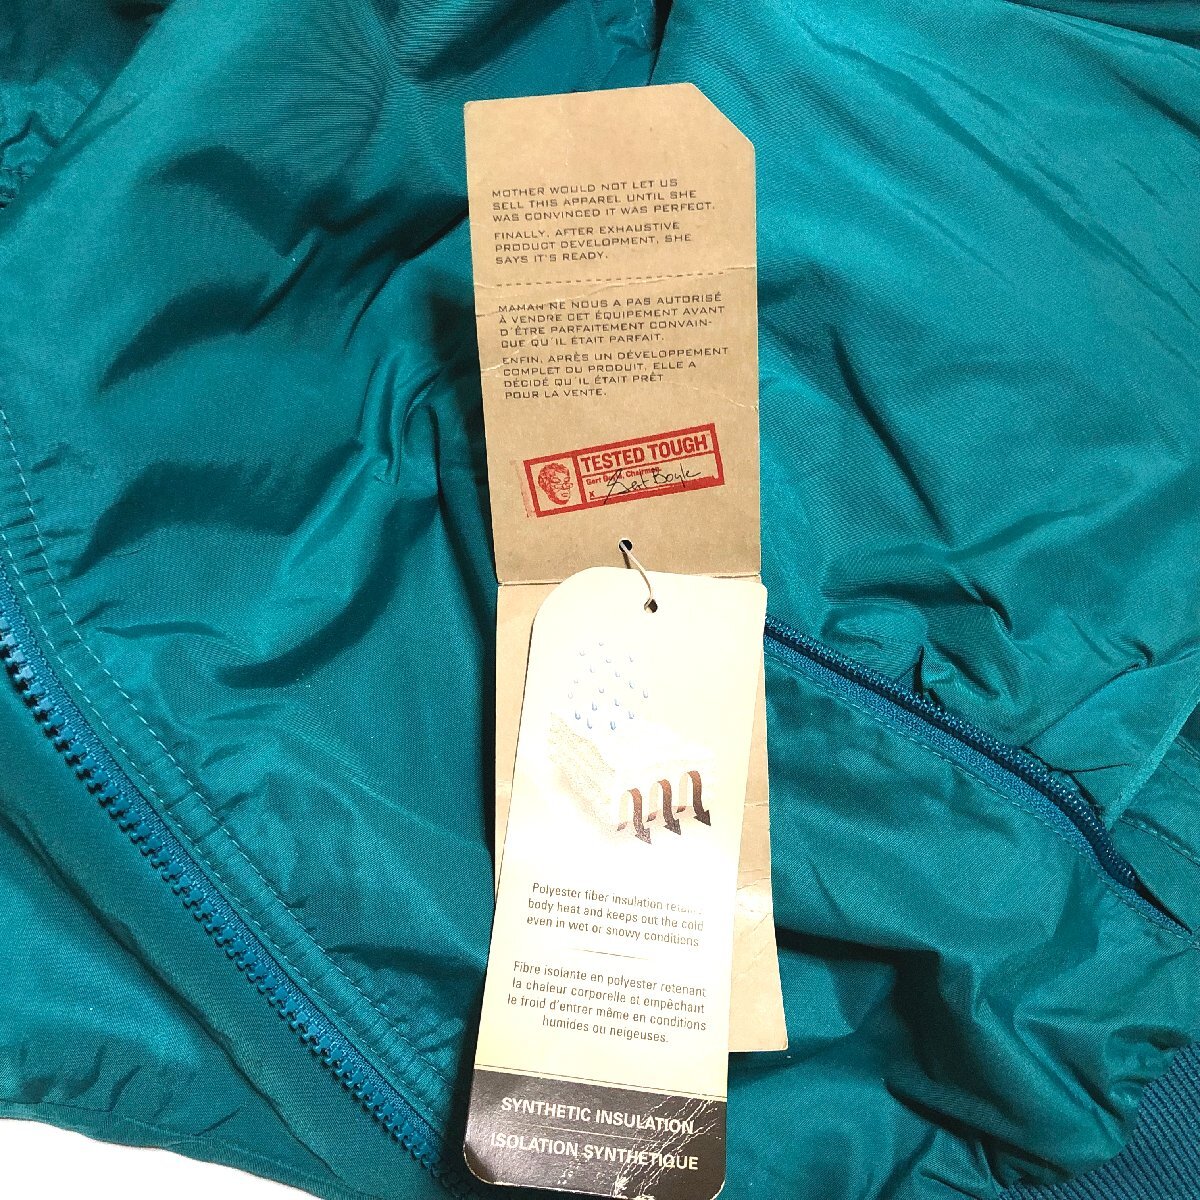 MOTHER WOULD NOT LET US
SELL THIS APPAREL UNTIL SHE
WAS CONVINCED IT WAS PERFECT.
FINALLY, AFTER EXHAUSTIVE
PRODUCT DEVELOPMENT, SHE
SAYS IT'S READY.
MAMAN NE NOUS A PAS AUTORISÉ
À VENDRE CET ÉQUIPEMENT AVANT
D'ÊTRE PARFAITEMENT CONVAIN-
CUE QU'IL ÉTAIT PARFAIT.
ENFIN, APRÈS UN DÉVELOPPEMENT
COMPLET DU PRODUIT, ELLE A
DÉCIDÉ QU'IL ÉTAIT PRÊT
POUR LA VENTE.
TESTED TOUGH
Gert Boyle, Chairman
x Gert Boyle
Polyester fiber insulation retains
body heat and keeps out the cold
even in wet or snowy conditions
Fibre isolante en polyester retenant
la chaleur corporelle et empêchant
le froid d'entrer même en conditions
humides ou neigeuses.
SYNTHETIC INSULATION
ISOLATION SYNTHÉTIQUE